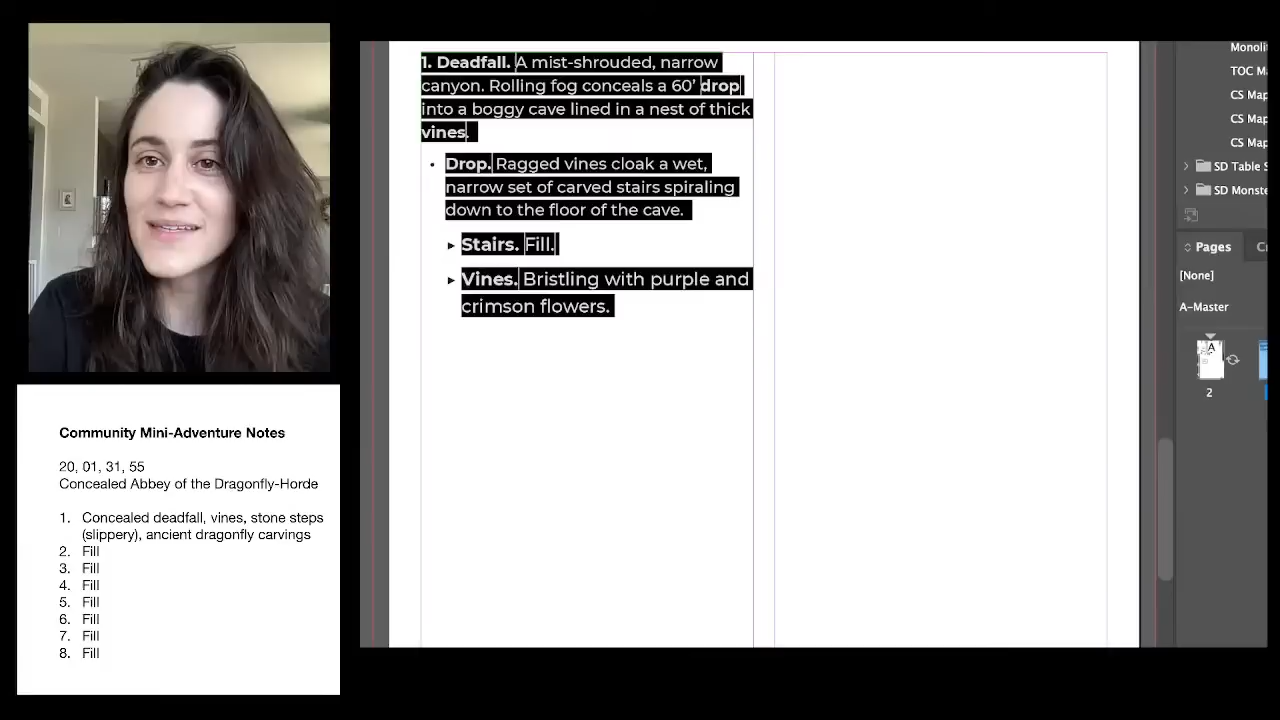 Community Mini-Adventure Notes
20, 01, 31, 55
Concealed Abbey of the Dragonfly-Horde
1. Concealed deadfall, vines, stone steps
(slippery), ancient dragonfly carvings
2. Fill
3. Fill
4. Fill
5. Fill
6. Fill
7. Fill
8. Fill
1. Deadfall. A mist-shrouded, narrow
canyon. Rolling fog conceals a 60’ drop
into a boggy cave lined in a nest of thick
vines.
• Drop. Ragged vines cloak a wet,
narrow set of carved stairs spiraling
down to the floor of the cave.
▸ Stairs. Fill.
▸ Vines. Bristling with purple and
crimson flowers.
Monolit
TOC M
CS Map
CS Map
CS Map
SD Table S
SD Monste
Pages
[None]
A-Master
A
2